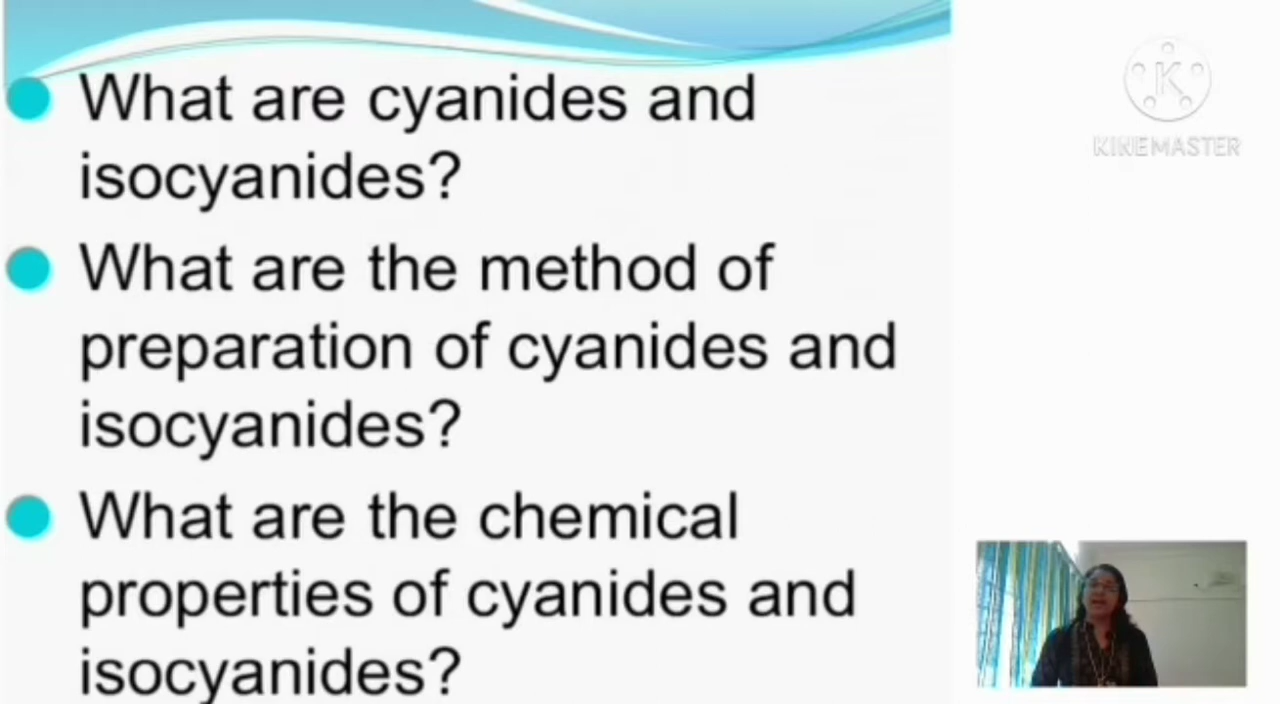 What are cyanides and
isocyanides?
What are the method of
preparation of cyanides and
isocyanides?
What are the chemical
properties of cyanides and
isocyanides?
K
KINEMASTER